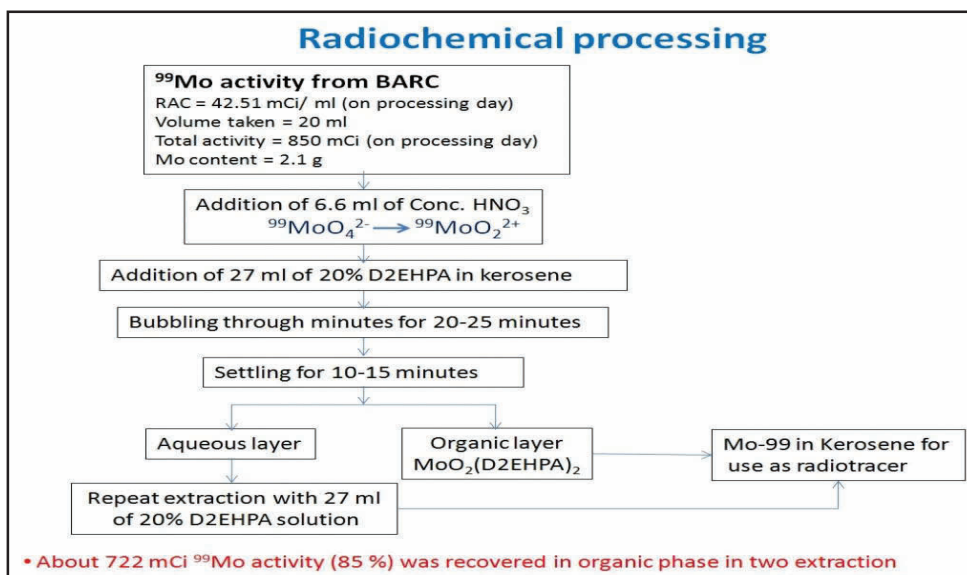 Radiochemical processing
⁹⁹Mo activity from BARC
RAC = 42.51 mCi/ ml (on processing day)
Volume taken = 20 ml
Total activity = 850 mCi (on processing day)
Mo content = 2.1 g
Addition of 6.6 ml of Conc. HNO₃
⁹⁹MoO₄²⁻ → ⁹⁹MoO₂²⁺
Addition of 27 ml of 20% D2EHPA in kerosene
Bubbling through minutes for 20-25 minutes
Settling for 10-15 minutes
Aqueous layer
Organic layer
MoO₂(D2EHPA)₂
Mo-99 in Kerosene for
use as radiotracer
Repeat extraction with 27 ml
of 20% D2EHPA solution
• About 722 mCi ⁹⁹Mo activity (85 %) was recovered in organic phase in two extraction